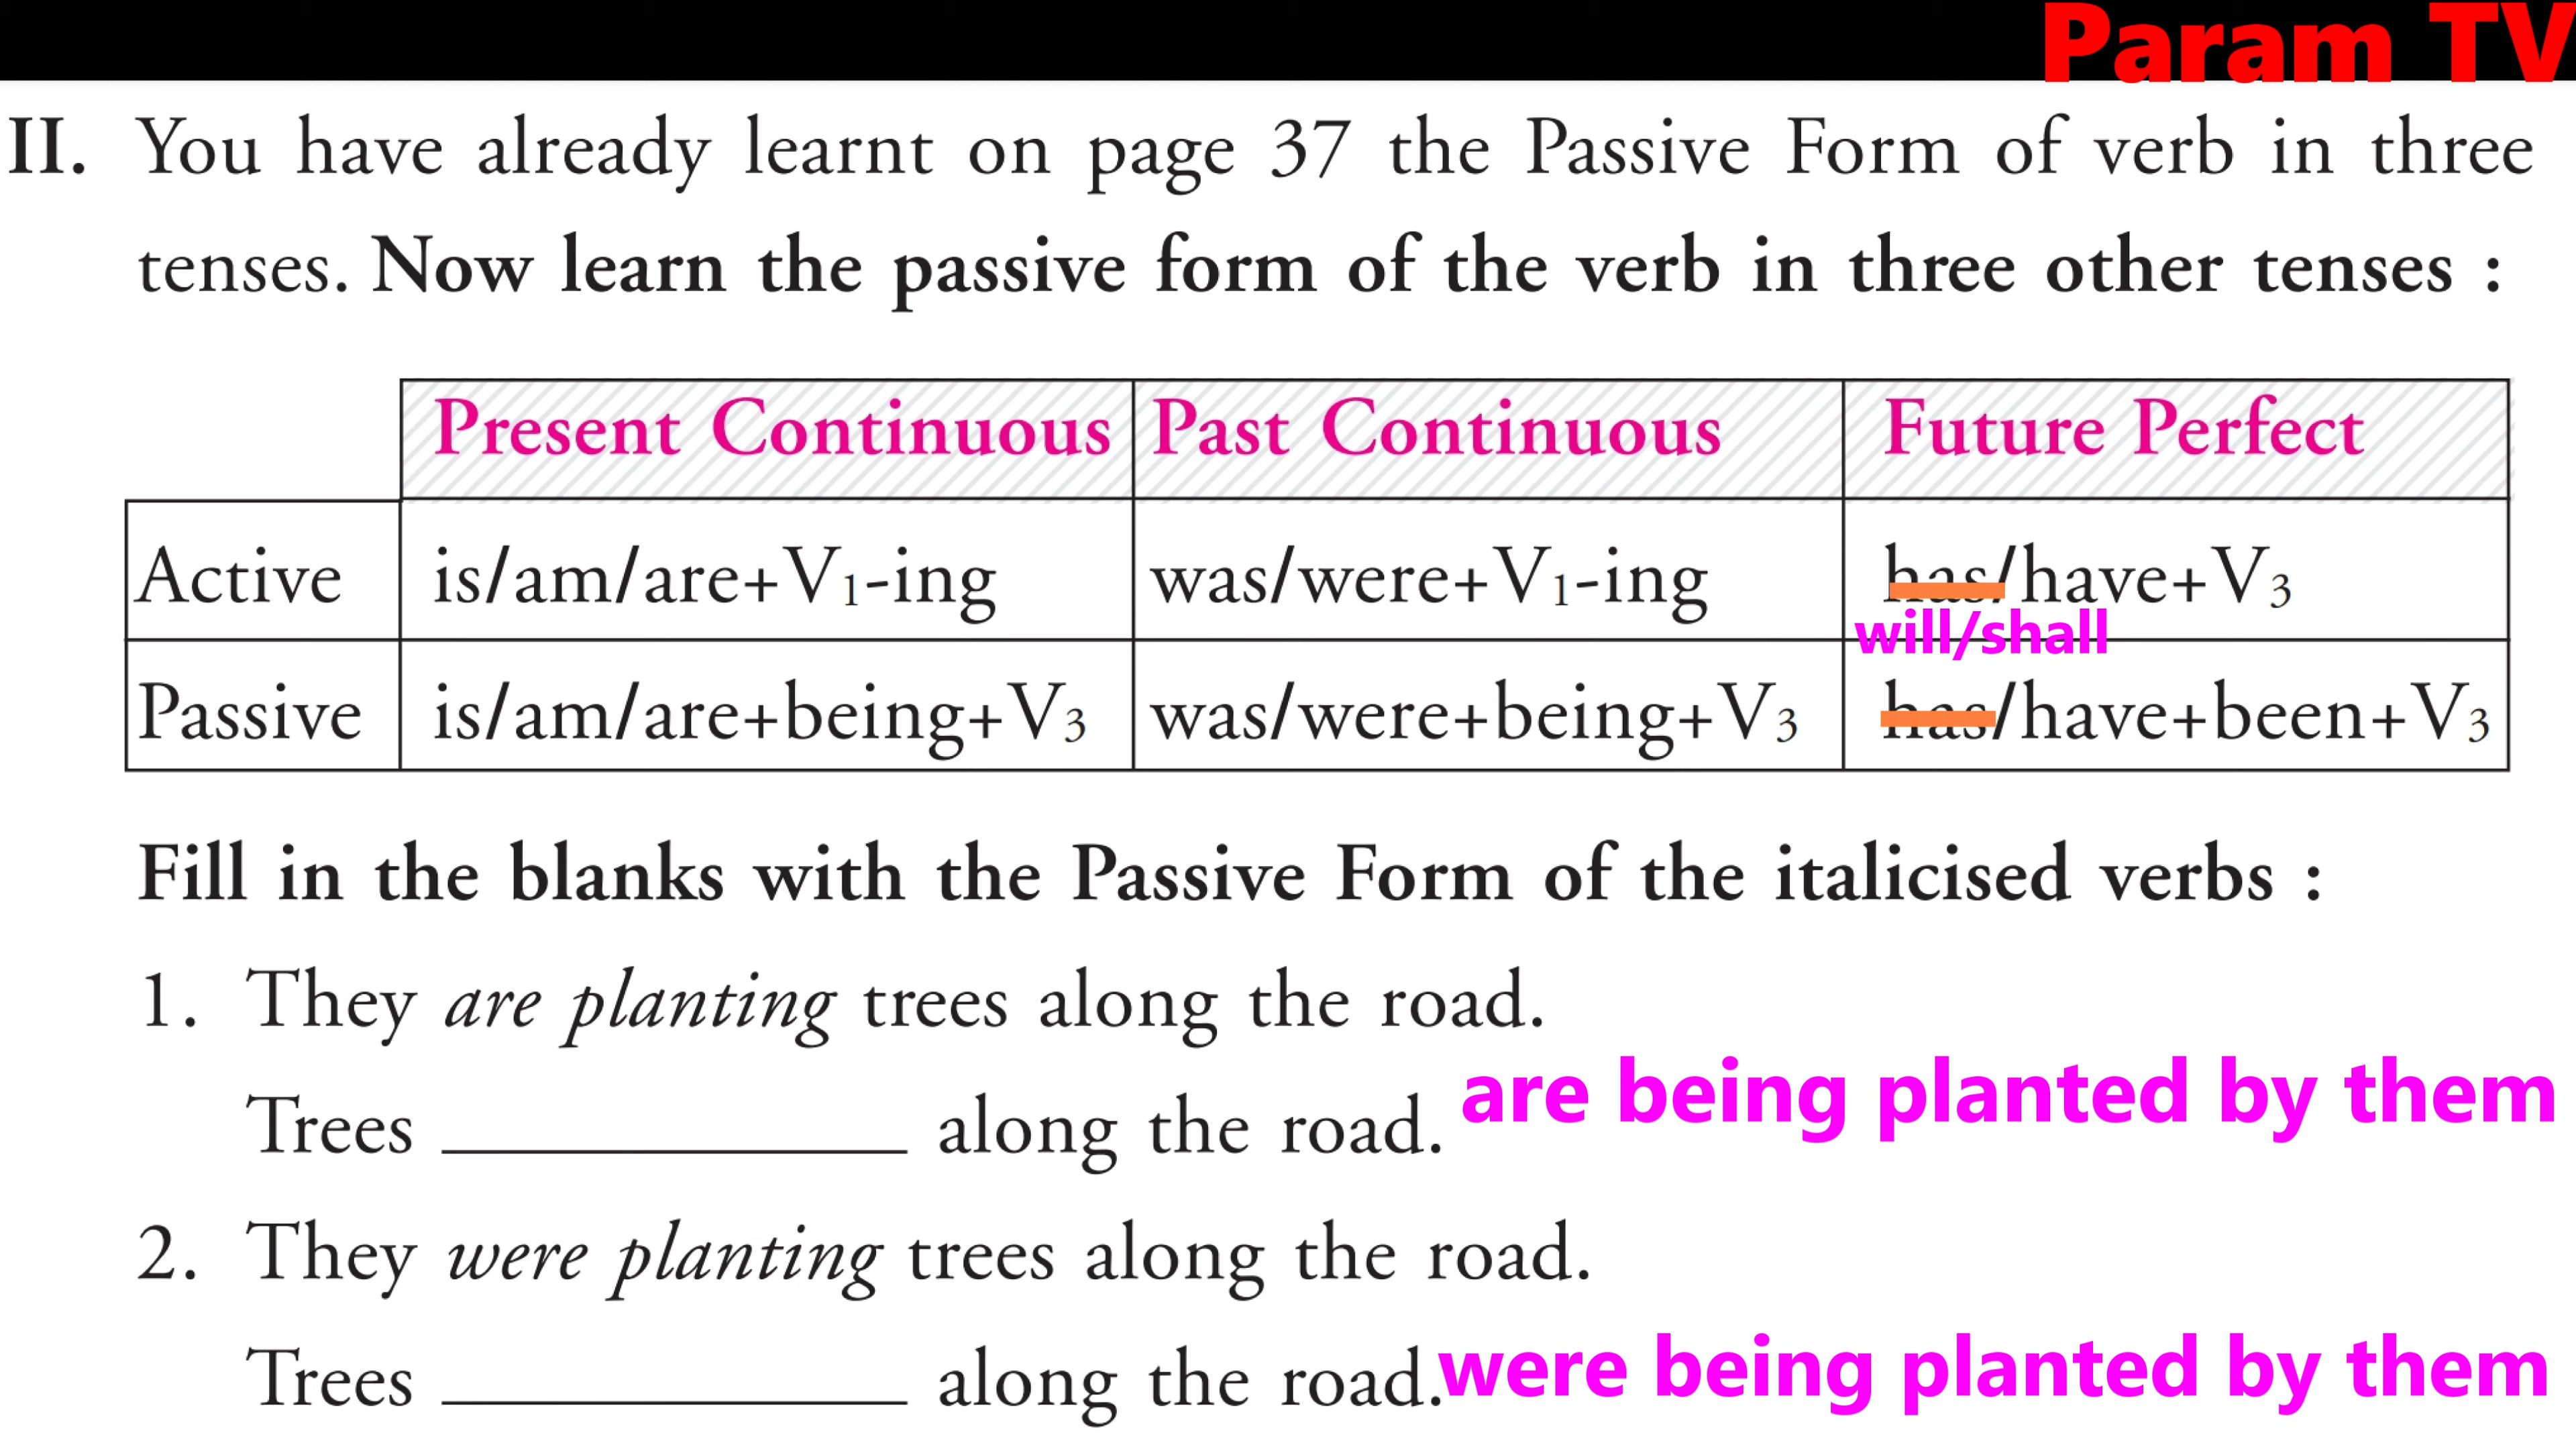 Param TV
II. You have already learnt on page 37 the Passive Form of verb in three
tenses. Now learn the passive form of the verb in three other tenses :
Present Continuous Past Continuous Future Perfect
Active is/am/are+V₁-ing was/were+V₁-ing has/have+V₃
will/shall
Passive is/am/are+being+V₃ was/were+being+V₃ has/have+been+V₃
Fill in the blanks with the Passive Form of the italicised verbs :
1. They are planting trees along the road.
Trees ____________ along the road. are being planted by them
2. They were planting trees along the road.
Trees ____________ along the road. were being planted by them